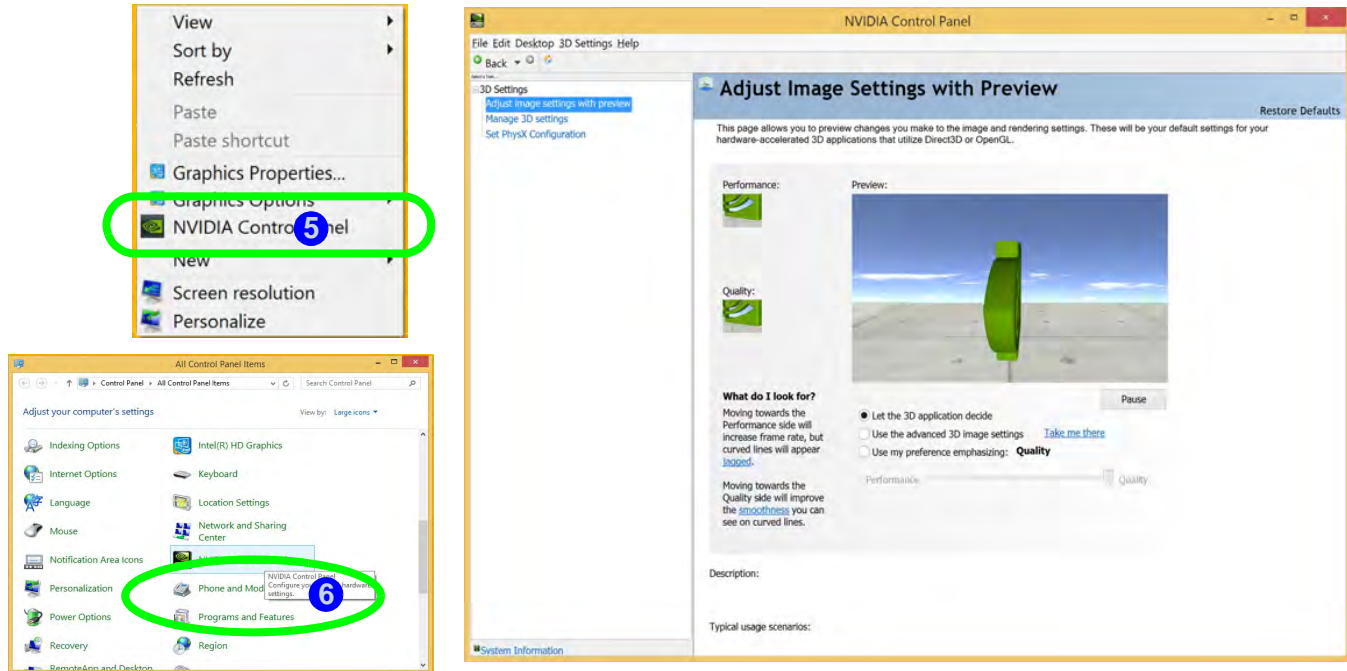 View
Sort by
Refresh
Paste
Paste shortcut
Graphics Properties...
Graphics Options
NVIDIA Control Panel
5
New
Screen resolution
Personalize
All Control Panel Items
Control Panel ▸ All Control Panel Items
Search Control Panel
Adjust your computer's settings
View by: Large icons
Indexing Options
Intel(R) HD Graphics
Internet Options
Keyboard
Language
Location Settings
Mouse
Network and Sharing
Center
Notification Area Icons
NVIDIA Control Panel
Configure your hardware
settings.
6
Personalization
Phone and Mod
Power Options
Programs and Features
Recovery
Region
RemoteApp and Desktop
NVIDIA Control Panel
File Edit Desktop 3D Settings Help
Back
3D Settings
Adjust image settings with preview
Manage 3D settings
Set PhysX Configuration
System Information
Adjust Image Settings with Preview
Restore Defaults
This page allows you to preview changes you make to the image and rendering settings. These will be your default settings for your
hardware-accelerated 3D applications that utilize Direct3D or OpenGL.
Performance:
Preview:
Quality:
What do I look for?
Moving towards the
Performance side will
increase frame rate, but
curved lines will appear
jagged.
Moving towards the
Quality side will improve
the smoothness you can
see on curved lines.
Pause
Let the 3D application decide
Use the advanced 3D image settings Take me there
Use my preference emphasizing: Quality
Performance Quality
Description:
Typical usage scenarios: